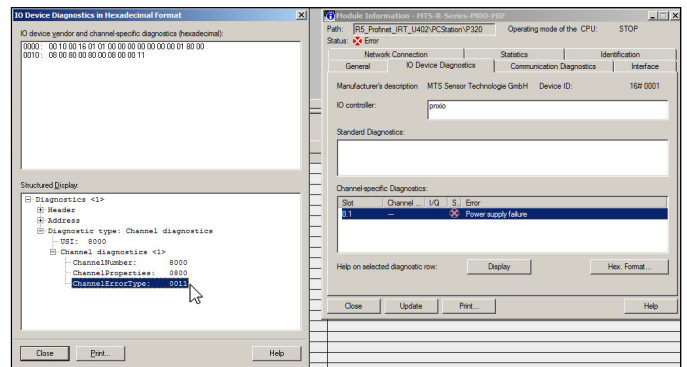 IO Device Diagnostics in Hexadecimal Format
IO device vendor and channel-specific diagnostics (hexadecimal):
0000 : 00 10 00 16 01 01 00 00 00 00 00 00 00 01 80 00
0010 : 08 00 80 00 80 00 08 00 00 11
Structured Display:
Diagnostics <1>
Header
Address
Diagnostic type: Channel diagnostics
USI: 8000
Channel diagnostics <1>
ChannelNumber: 8000
ChannelProperties: 0800
ChannelErrorType: 0011
Close Print... Help
Module Information - MTS-R-Series-PNIO-MIF
Path: R5_Profinet_IRT_U402\PCStation\P320 Operating mode of the CPU: STOP
Status: Error
Network Connection Statistics Identification
General IO Device Diagnostics Communication Diagnostics Interface
Manufacturer's description MTS Sensor Technologie GmbH Device ID: 16# 0001
IO controller: pnxio
Standard Diagnostics:
Channel-specific Diagnostics:
Slot Channel ... I/Q S.. Error
0.1 --- Power supply failure
Help on selected diagnostic row: Display Hex. Format...
Close Update Print... Help